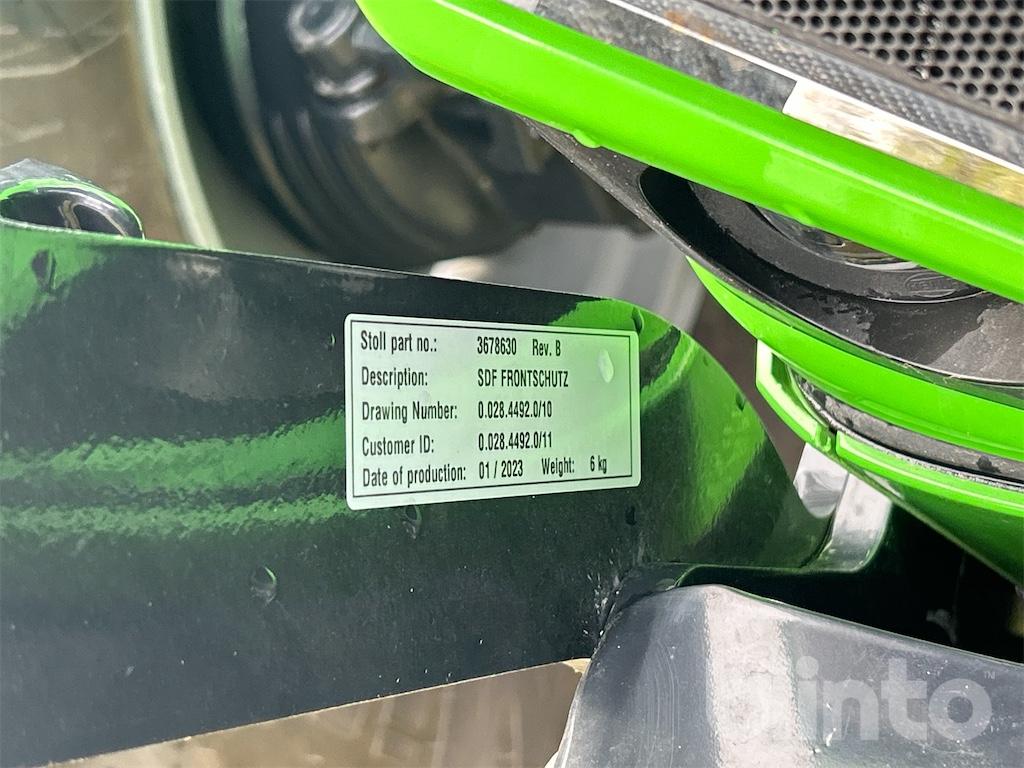 Stoll part no.: 3678630 Rev. B
Description: SDF FRONTSCHUTZ
Drawing Number: 0.028.4492.0/10
Customer ID: 0.028.4492.0/11
Date of production: 01 / 2023 Weight: 6 kg
blinto™